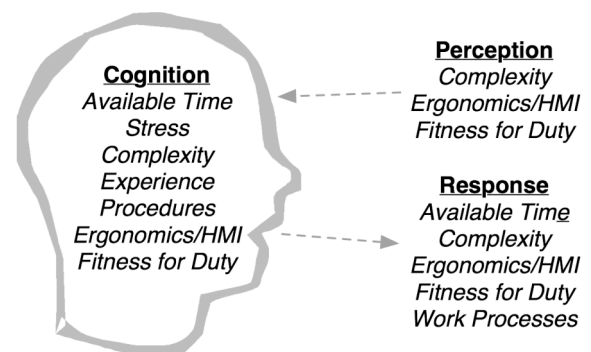 Cognition
Available Time
Stress
Complexity
Experience
Procedures
Ergonomics/HMI
Fitness for Duty
Perception
Complexity
Ergonomics/HMI
Fitness for Duty
Response
Available Time
Complexity
Ergonomics/HMI
Fitness for Duty
Work Processes